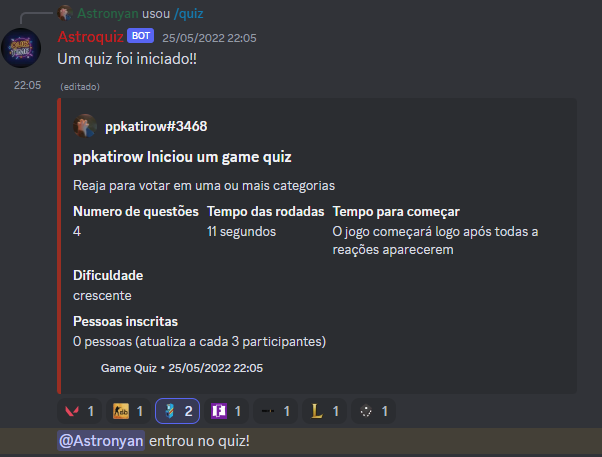 Astronyan usou /quiz
Astroquiz BOT 25/05/2022 22:05
Um quiz foi iniciado!!
22:05 (editado)
ppkatirow#3468
ppkatirow Iniciou um game quiz
Reaja para votar em uma ou mais categorias
Numero de questões Tempo das rodadas Tempo para começar
4 11 segundos O jogo começará logo após todas a
reações aparecerem
Dificuldade
crescente
Pessoas inscritas
0 pessoas (atualiza a cada 3 participantes)
Game Quiz • 25/05/2022 22:05
1 1 2 1 1 L 1 1
@Astronyan entrou no quiz!